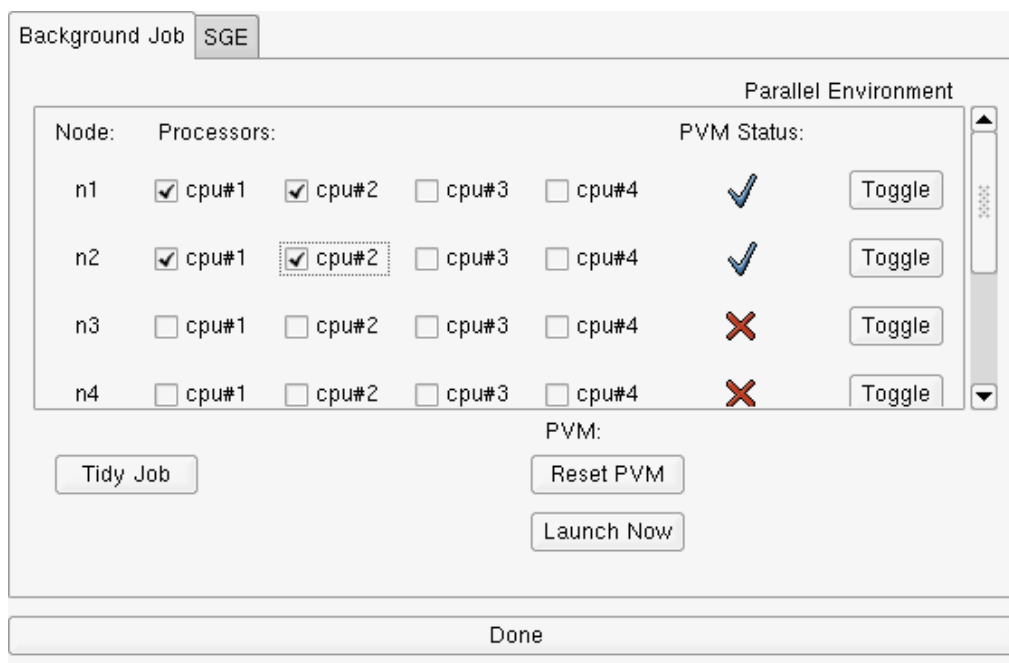 Background Job SGE
Parallel Environment
Node: Processors: PVM Status:
n1 cpu#1 cpu#2 cpu#3 cpu#4 Toggle
n2 cpu#1 cpu#2 cpu#3 cpu#4 Toggle
n3 cpu#1 cpu#2 cpu#3 cpu#4 Toggle
n4 cpu#1 cpu#2 cpu#3 cpu#4 Toggle
PVM:
Tidy Job Reset PVM
Launch Now
Done